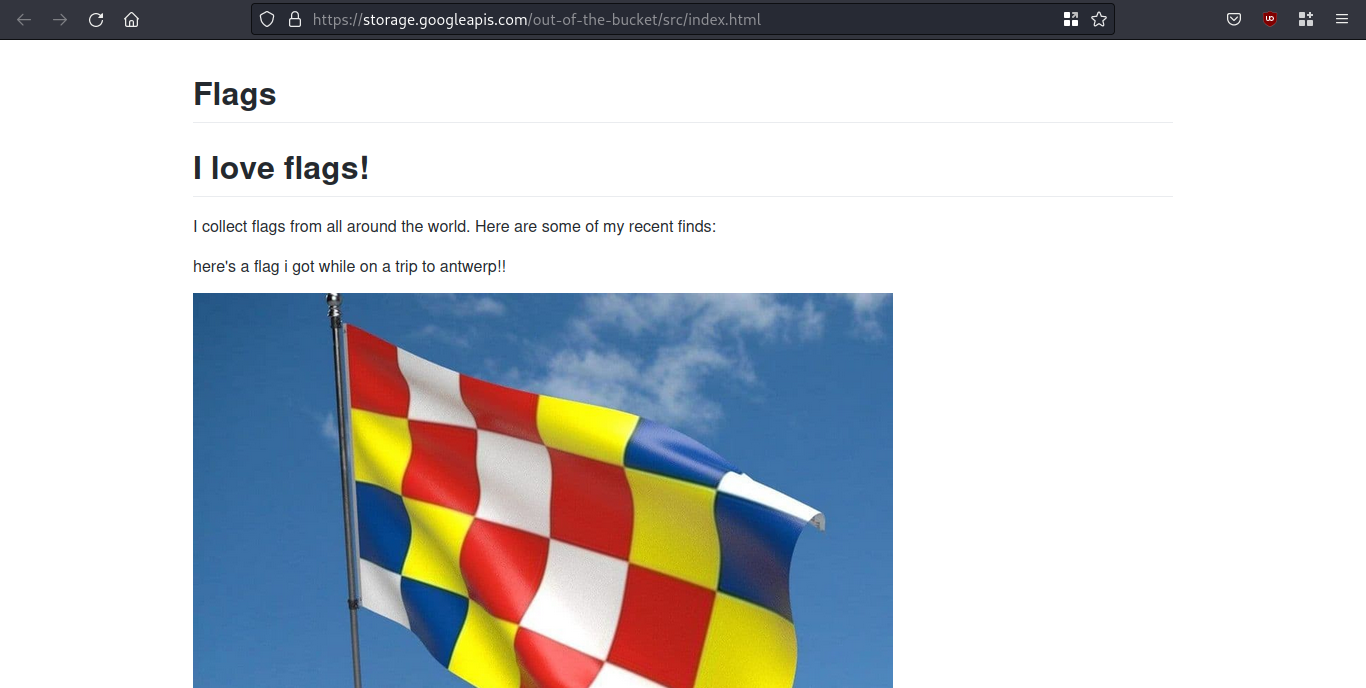 https://storage.googleapis.com/out-of-the-bucket/src/index.html
Flags
I love flags!
I collect flags from all around the world. Here are some of my recent finds:
here's a flag i got while on a trip to antwerp!!